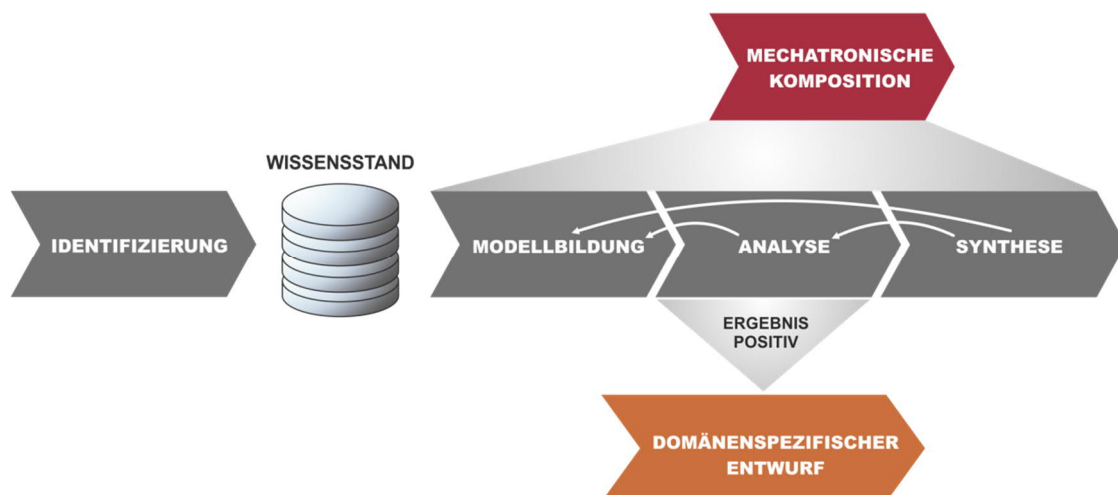 MECHATRONISCHE
KOMPOSITION
WISSENSSTAND
IDENTIFIZIERUNG
MODELLBILDUNG
ANALYSE
SYNTHESE
ERGEBNIS
POSITIV
DOMÄNENSPEZIFISCHER
ENTWURF